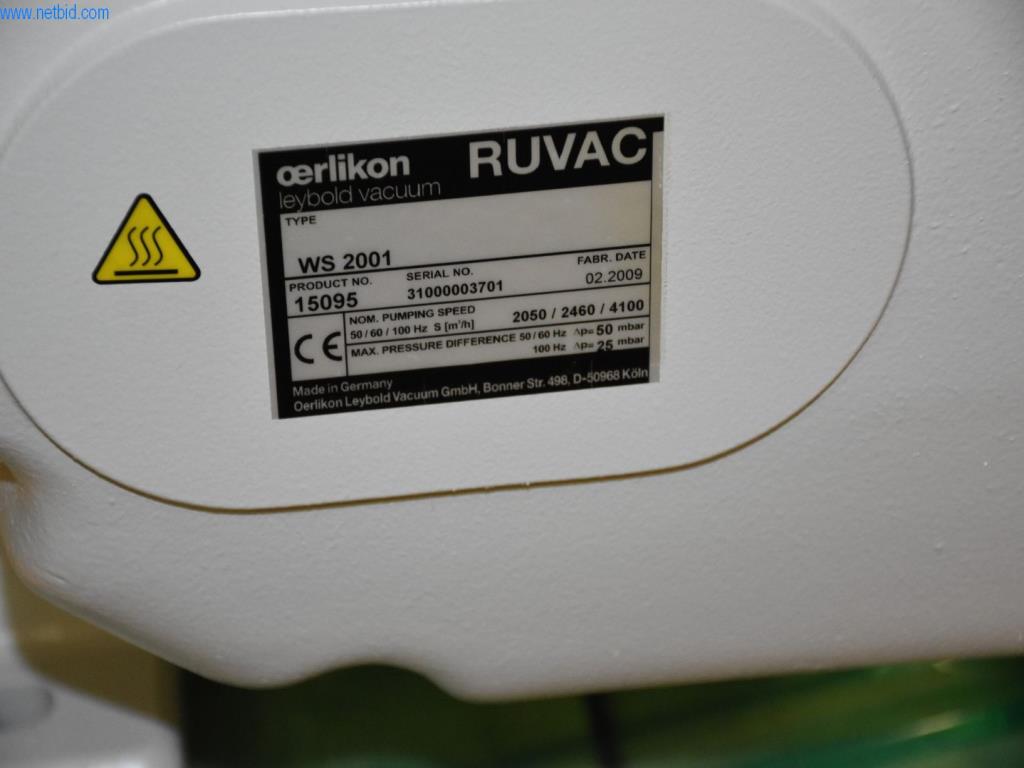 www.netbid.com
œrlikon
leybold vacuum
RUVAC
TYPE
WS 2001
PRODUCT NO.
15095
SERIAL NO.
31000003701
FABR. DATE
02.2009
CE
NOM. PUMPING SPEED
50 / 60 / 100 Hz S [m³/h] 2050 / 2460 / 4100
MAX. PRESSURE DIFFERENCE 50 / 60 Hz Δp= 50 mbar
100 Hz Δp= 25 mbar
Made in Germany
Oerlikon Leybold Vacuum GmbH, Bonner Str. 498, D-50968 Köln